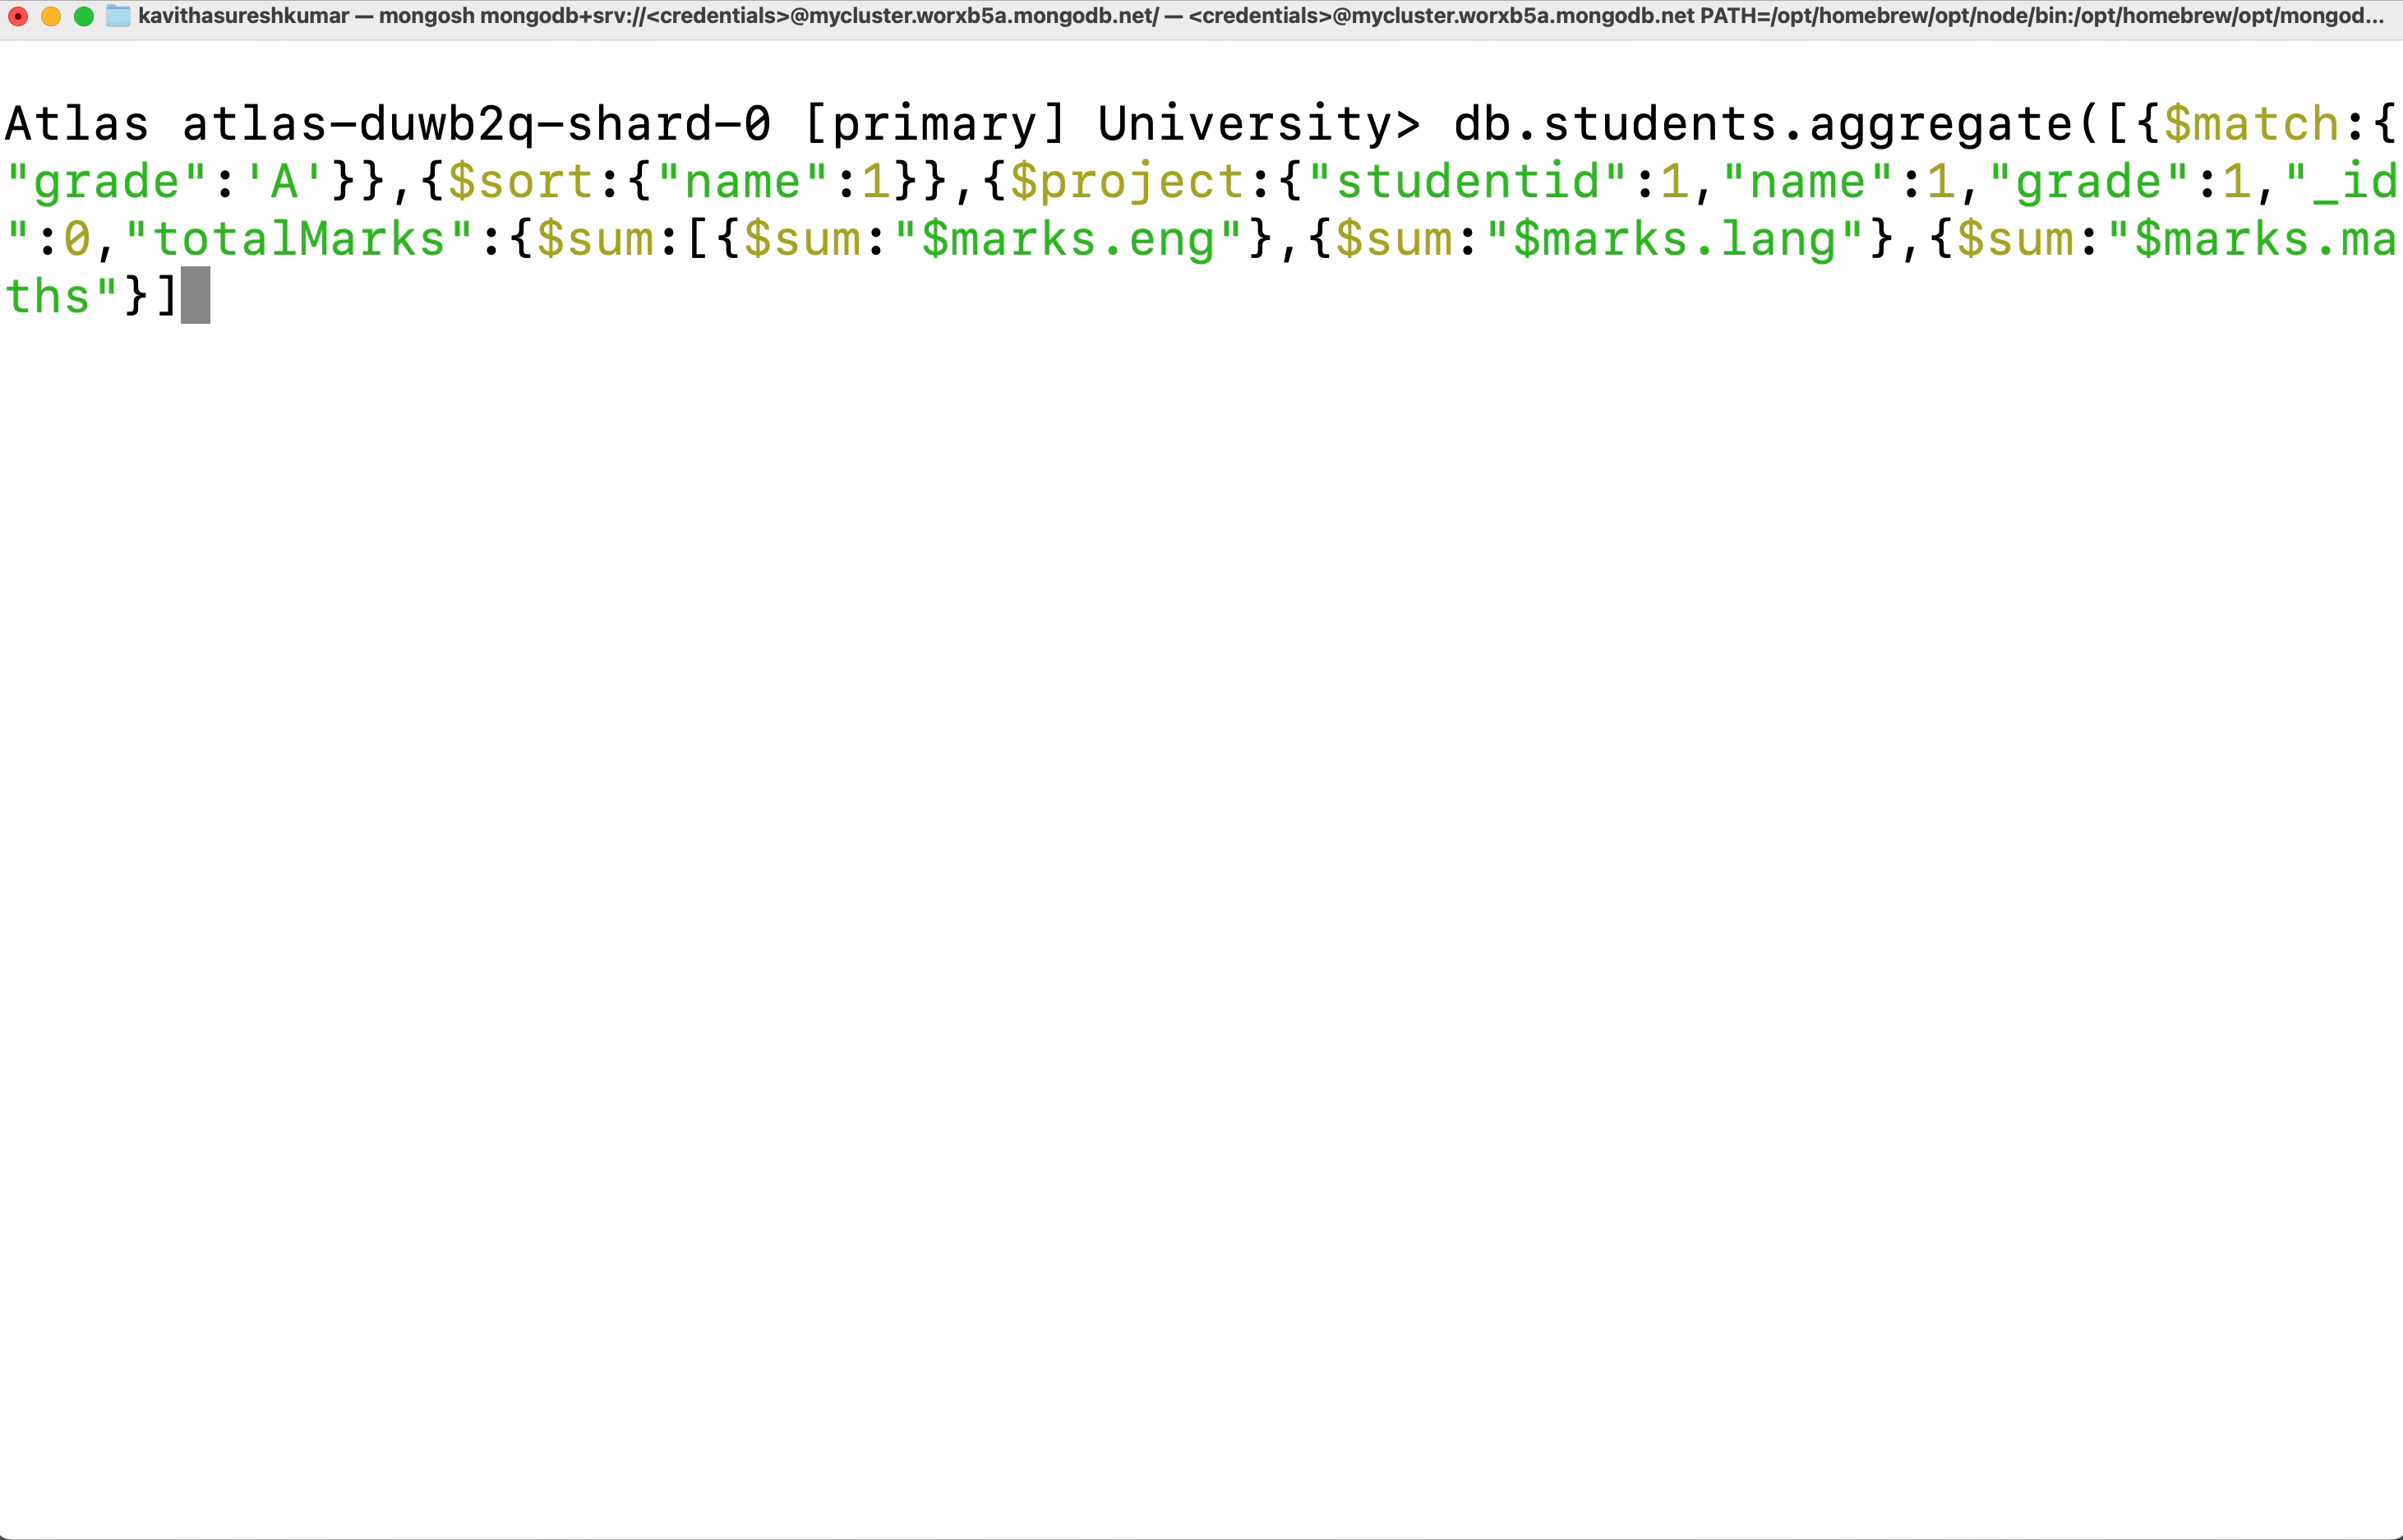 kavithasureshkumar — mongosh mongodb+srv://<credentials>@mycluster.worxb5a.mongodb.net/ — <credentials>@mycluster.worxb5a.mongodb.net PATH=/opt/homebrew/opt/node/bin:/opt/homebrew/opt/mongod...
Atlas atlas-duwb2q-shard-0 [primary] University> db.students.aggregate([{$match:{
"grade":'A'}},{$sort:{"name":1}},{$project:{"studentid":1,"name":1,"grade":1,"_id
":0,"totalMarks":{$sum:[{$sum:"$marks.eng"},{$sum:"$marks.lang"},{$sum:"$marks.ma
ths"}]